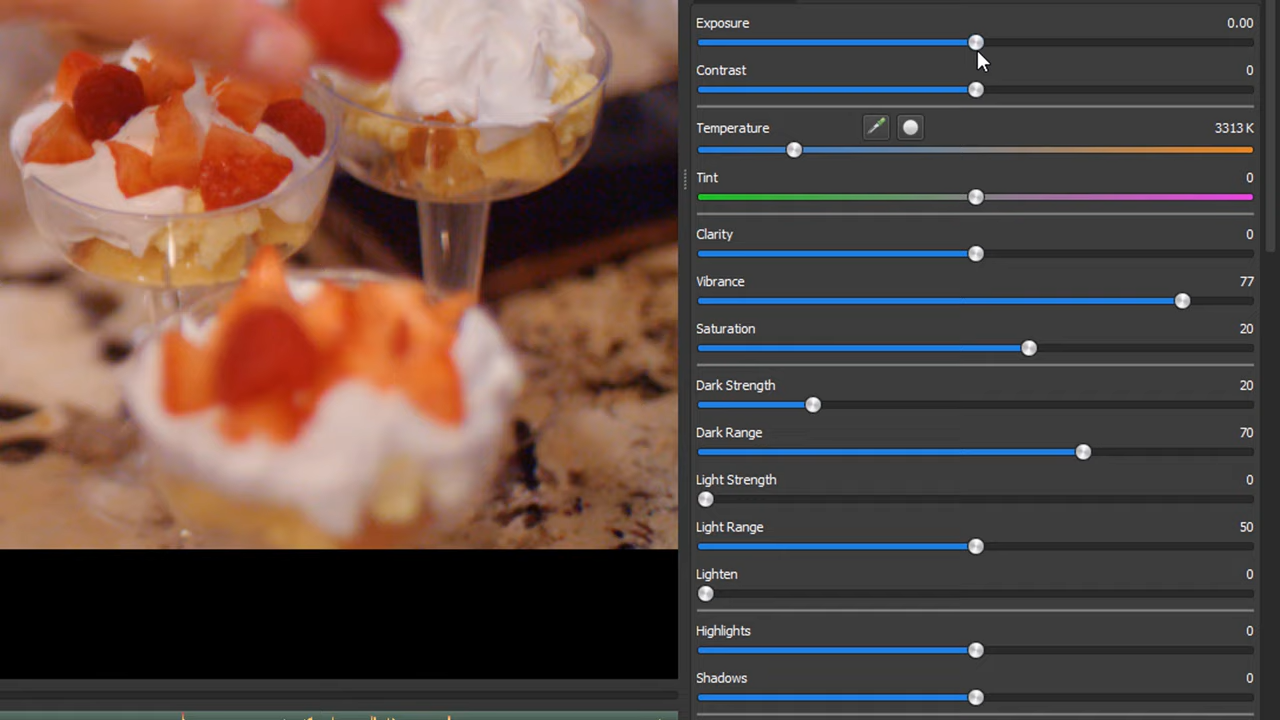 Exposure 0.00
Contrast 0
Temperature 3313 K
Tint 0
Clarity 0
Vibrance 77
Saturation 20
Dark Strength 20
Dark Range 70
Light Strength 0
Light Range 50
Lighten 0
Highlights 0
Shadows 0